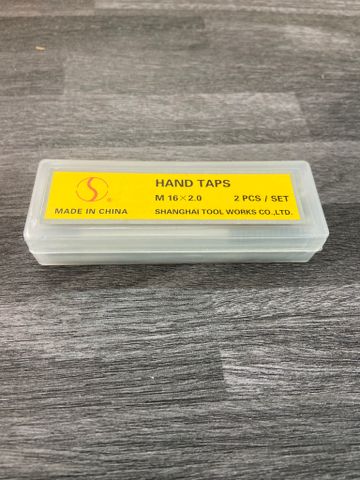 HAND TAPS
M 16×2.0 2 PCS / SET
MADE IN CHINA SHANGHAI TOOL WORKS CO.,LTD.
S ®